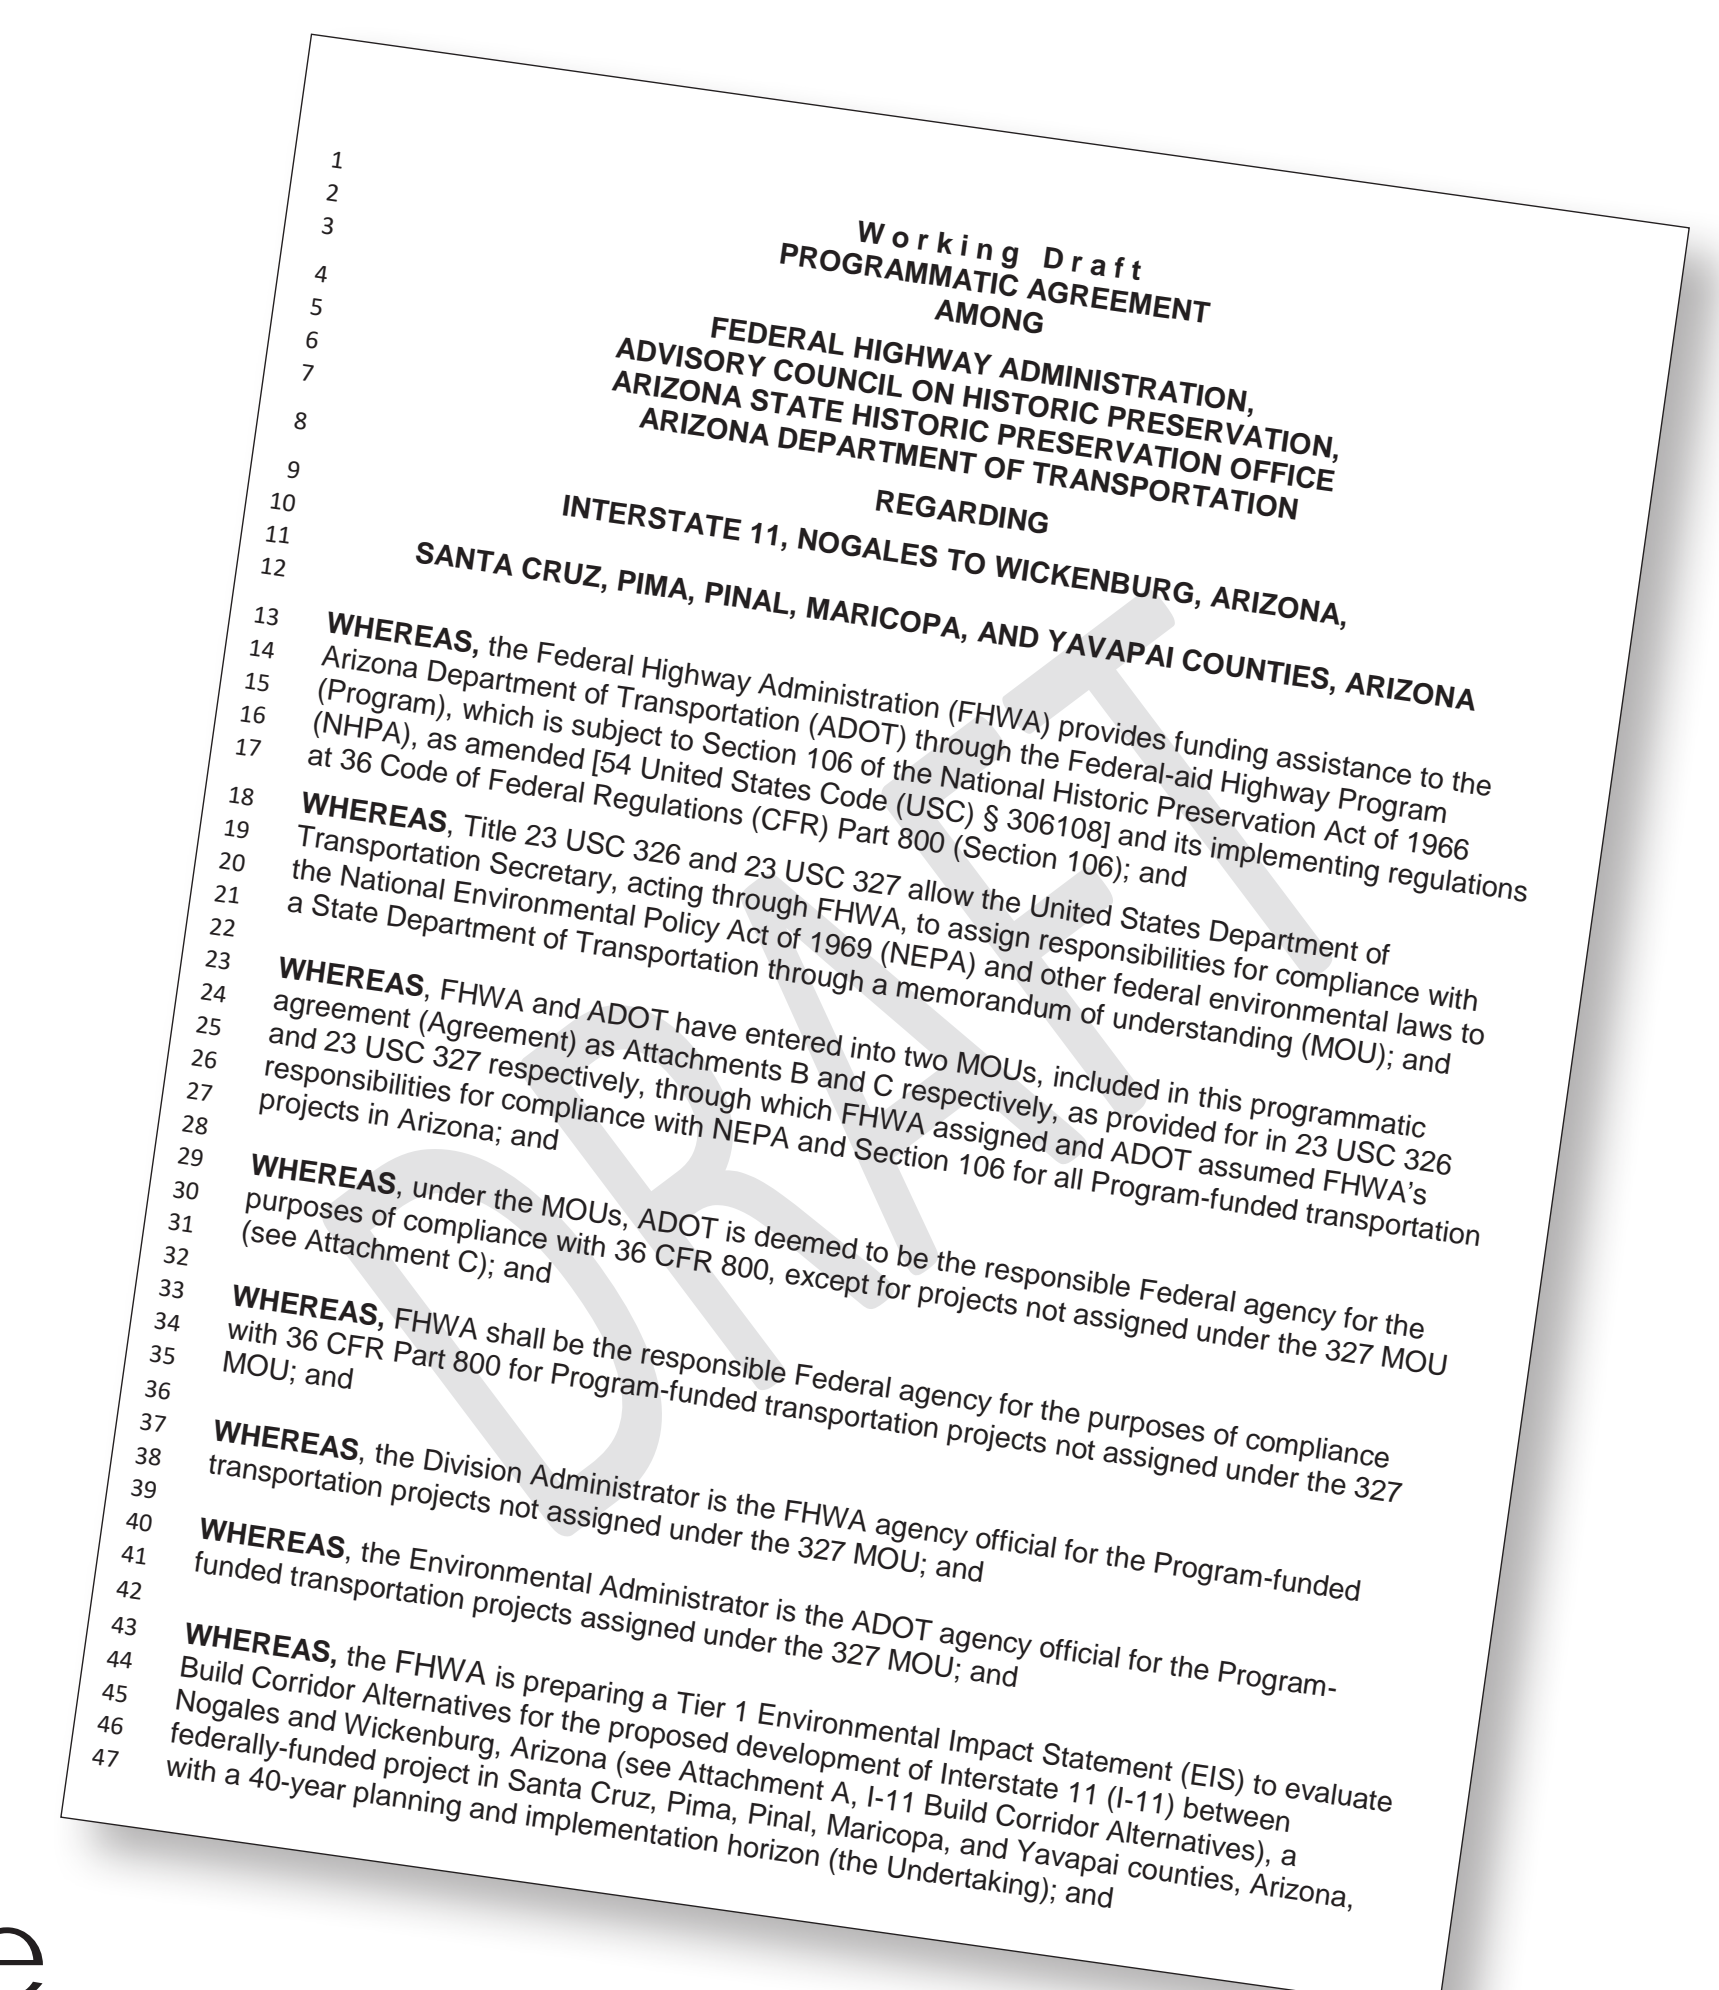 1
2
3 Working Draft
4 PROGRAMMATIC AGREEMENT
5 AMONG
6 FEDERAL HIGHWAY ADMINISTRATION,
7 ADVISORY COUNCIL ON HISTORIC PRESERVATION,
8 ARIZONA STATE HISTORIC PRESERVATION OFFICE
9 ARIZONA DEPARTMENT OF TRANSPORTATION
10 REGARDING
11 INTERSTATE 11, NOGALES TO WICKENBURG, ARIZONA,
12 SANTA CRUZ, PIMA, PINAL, MARICOPA, AND YAVAPAI COUNTIES, ARIZONA
13 WHEREAS, the Federal Highway Administration (FHWA) provides funding assistance to the
14 Arizona Department of Transportation (ADOT) through the Federal-aid Highway Program
15 (Program), which is subject to Section 106 of the National Historic Preservation Act of 1966
16 (NHPA), as amended [54 United States Code (USC) § 306108] and its implementing regulations
17 at 36 Code of Federal Regulations (CFR) Part 800 (Section 106); and
18 WHEREAS, Title 23 USC 326 and 23 USC 327 allow the United States Department of
19 Transportation Secretary, acting through FHWA, to assign responsibilities for compliance with
20 the National Environmental Policy Act of 1969 (NEPA) and other federal environmental laws to
21 a State Department of Transportation through a memorandum of understanding (MOU); and
22
23 WHEREAS, FHWA and ADOT have entered into two MOUs, included in this programmatic
24 agreement (Agreement) as Attachments B and C respectively, as provided for in 23 USC 326
25 and 23 USC 327 respectively, through which FHWA assigned and ADOT assumed FHWA’s
26 responsibilities for compliance with NEPA and Section 106 for all Program-funded transportation
27 projects in Arizona; and
28
29 WHEREAS, under the MOUs, ADOT is deemed to be the responsible Federal agency for the
30 purposes of compliance with 36 CFR 800, except for projects not assigned under the 327 MOU
31 (see Attachment C); and
32
33 WHEREAS, FHWA shall be the responsible Federal agency for the purposes of compliance
34 with 36 CFR Part 800 for Program-funded transportation projects not assigned under the 327
35 MOU; and
36
37 WHEREAS, the Division Administrator is the FHWA agency official for the Program-funded
38 transportation projects not assigned under the 327 MOU; and
39
40 WHEREAS, the Environmental Administrator is the ADOT agency official for the Program-
41 funded transportation projects assigned under the 327 MOU; and
42
43 WHEREAS, the FHWA is preparing a Tier 1 Environmental Impact Statement (EIS) to evaluate
44 Build Corridor Alternatives for the proposed development of Interstate 11 (I-11) between
45 Nogales and Wickenburg, Arizona (see Attachment A, I-11 Build Corridor Alternatives), a
46 federally-funded project in Santa Cruz, Pima, Pinal, Maricopa, and Yavapai counties, Arizona,
47 with a 40-year planning and implementation horizon (the Undertaking); and
DRAFT
e